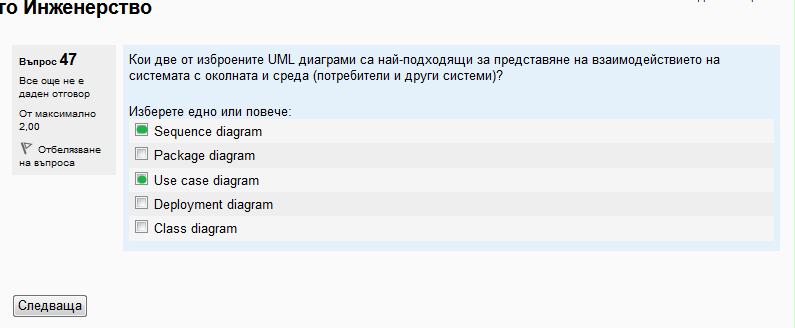 то Инженерство
Въпрос 47
Все още не е
даден отговор
От максимално
2,00
Отбелязване
на въпроса
Кои две от изброените UML диаграми са най-подходящи за представяне на взаимодействието на
системата с околната и среда (потребители и други системи)?
Изберете едно или повече:
Sequence diagram
Package diagram
Use case diagram
Deployment diagram
Class diagram
Следваща